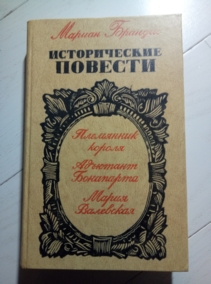 Мариан Брандыс
ИСТОРИЧЕСКИЕ
ПОВЕСТИ
Племянник
короля
Адъютант
Бонапарта
Мария
Валевская